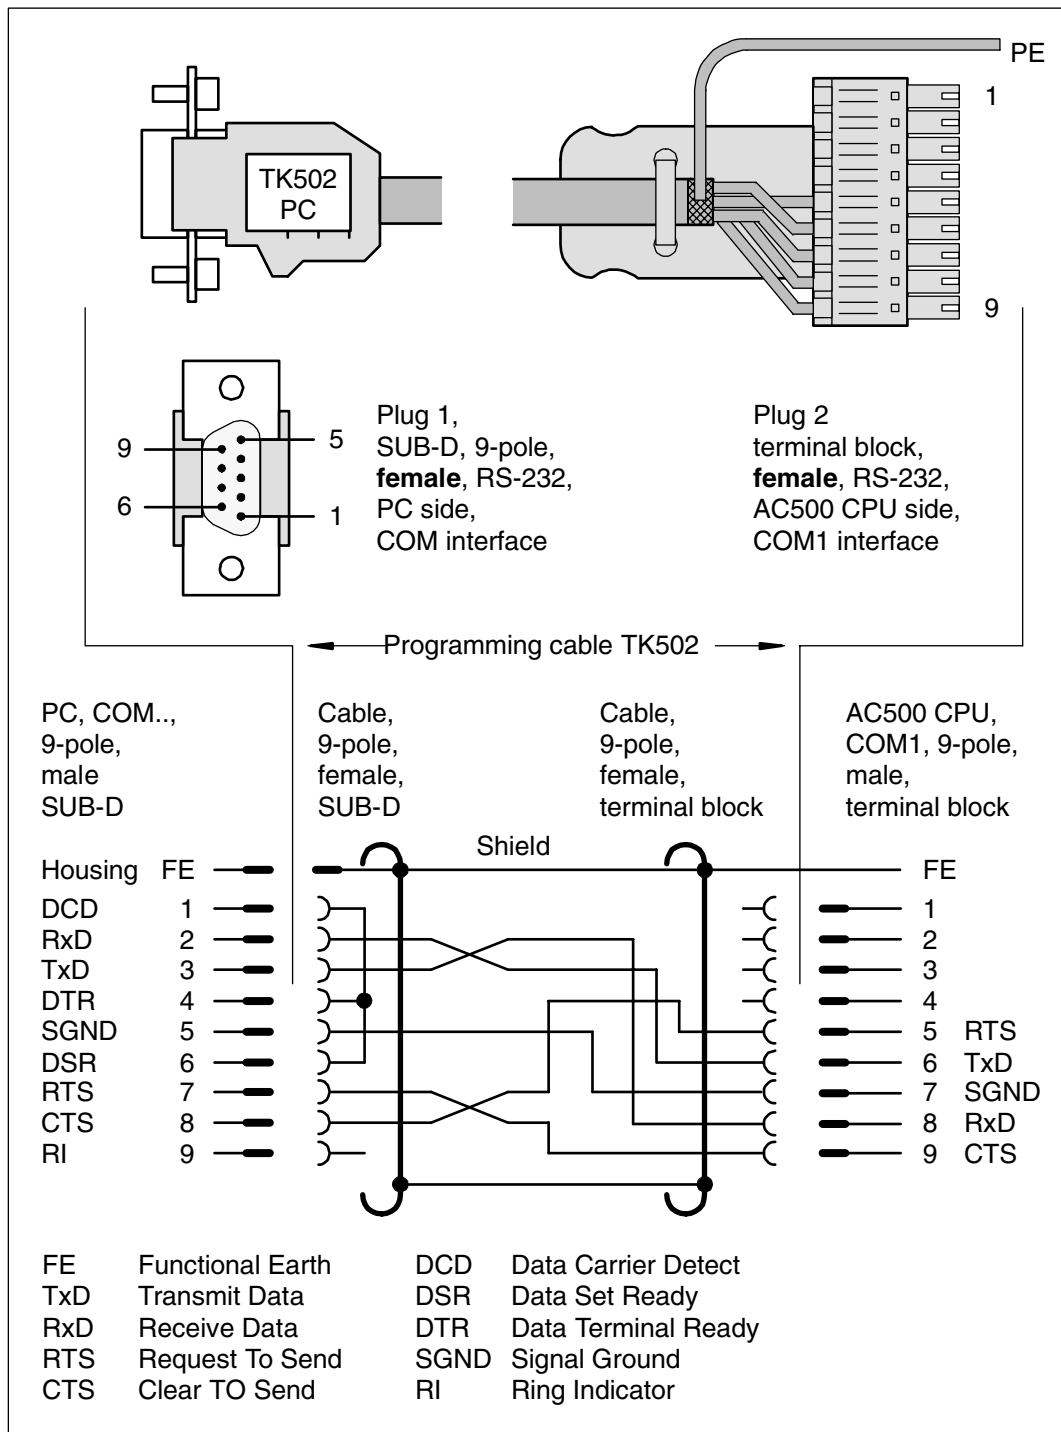 PE
1
TK502
PC
9
Plug 1,
SUB-D, 9-pole,
female, RS-232,
PC side,
COM interface
Plug 2
terminal block,
female, RS-232,
AC500 CPU side,
COM1 interface
9 5
6 1
Programming cable TK502
PC, COM..,
9-pole,
male
SUB-D
Cable,
9-pole,
female,
SUB-D
Cable,
9-pole,
female,
terminal block
AC500 CPU,
COM1, 9-pole,
male,
terminal block
Shield
Housing FE FE
DCD 1 1
RxD 2 2
TxD 3 3
DTR 4 4
SGND 5 5 RTS
DSR 6 6 TxD
RTS 7 7 SGND
CTS 8 8 RxD
RI 9 9 CTS
FE Functional Earth DCD Data Carrier Detect
TxD Transmit Data DSR Data Set Ready
RxD Receive Data DTR Data Terminal Ready
RTS Request To Send SGND Signal Ground
CTS Clear TO Send RI Ring Indicator